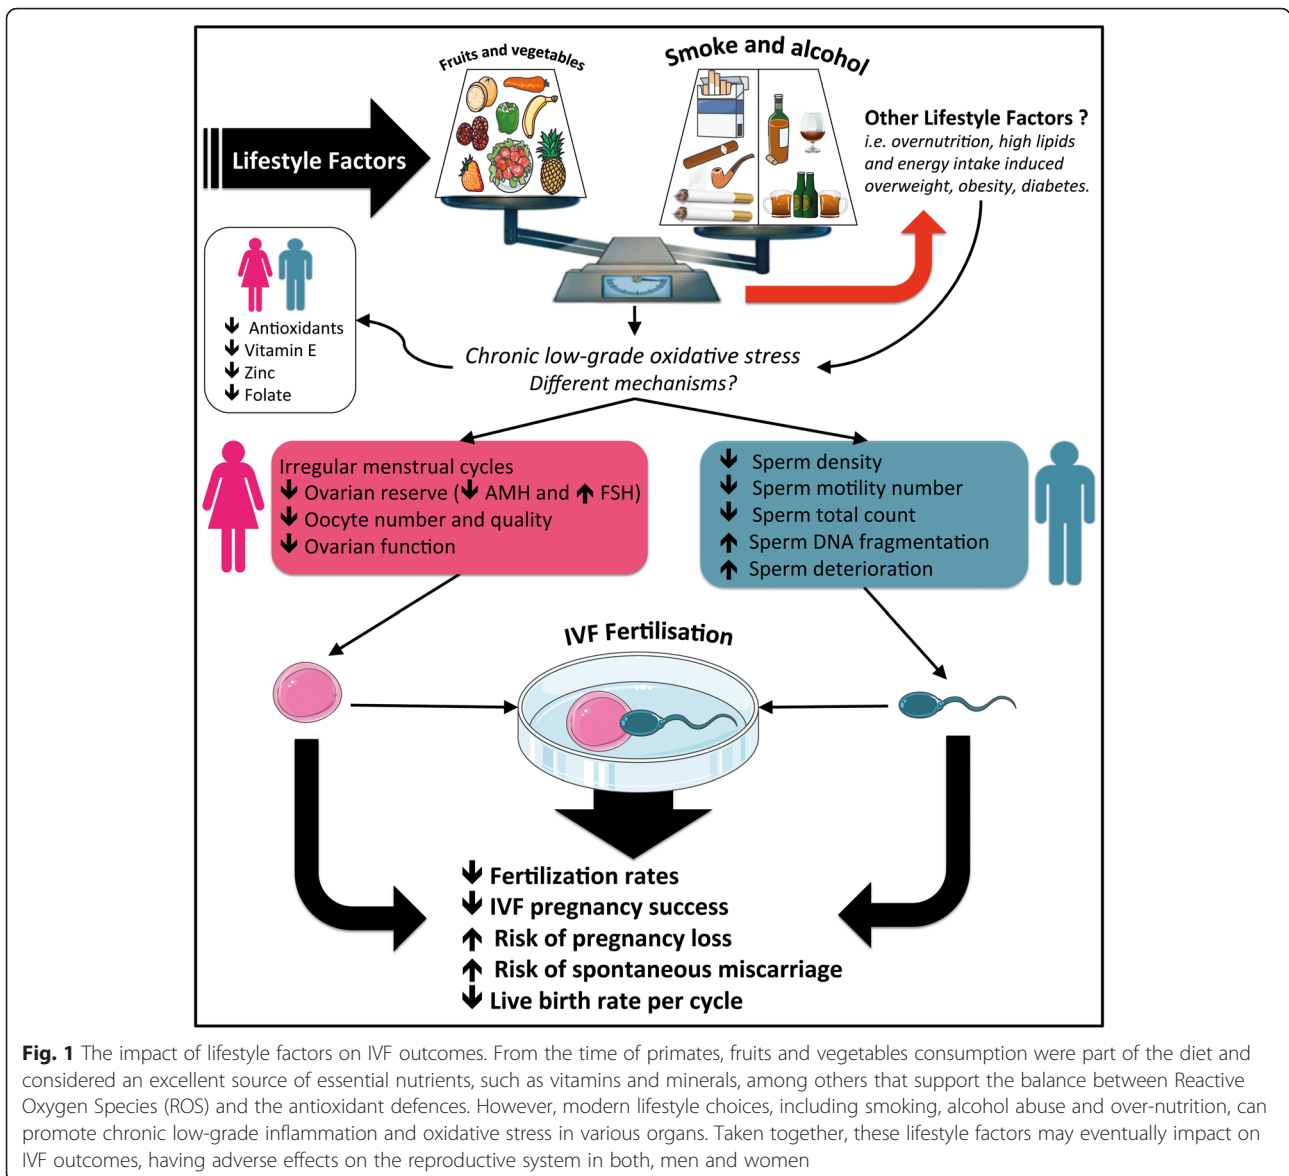 Fruits and vegetables
Smoke and alcohol
Lifestyle Factors
Other Lifestyle Factors ?
i.e. overnutrition, high lipids
and energy intake induced
overweight, obesity, diabetes.
↓ Antioxidants
↓ Vitamin E
↓ Zinc
↓ Folate
Chronic low-grade oxidative stress
Different mechanisms?
Irregular menstrual cycles
↓ Ovarian reserve (↓ AMH and ↑ FSH)
↓ Oocyte number and quality
↓ Ovarian function
↓ Sperm density
↓ Sperm motility number
↓ Sperm total count
↑ Sperm DNA fragmentation
↑ Sperm deterioration
IVF Fertilisation
↓ Fertilization rates
↓ IVF pregnancy success
↑ Risk of pregnancy loss
↑ Risk of spontaneous miscarriage
↓ Live birth rate per cycle
Fig. 1 The impact of lifestyle factors on IVF outcomes. From the time of primates, fruits and vegetables consumption were part of the diet and
considered an excellent source of essential nutrients, such as vitamins and minerals, among others that support the balance between Reactive
Oxygen Species (ROS) and the antioxidant defences. However, modern lifestyle choices, including smoking, alcohol abuse and over-nutrition, can
promote chronic low-grade inflammation and oxidative stress in various organs. Taken together, these lifestyle factors may eventually impact on
IVF outcomes, having adverse effects on the reproductive system in both, men and women